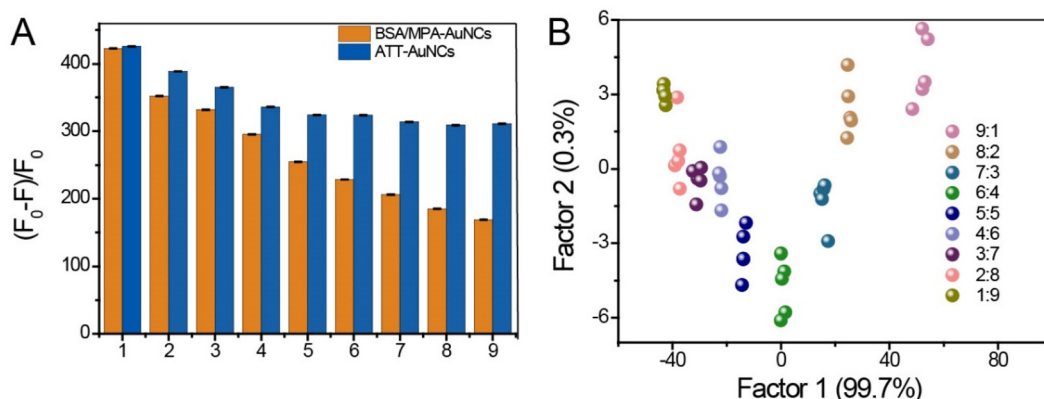 A
(F₀-F)/F₀
400
300
200
100
0
BSA/MPA-AuNCs
ATT-AuNCs
1 2 3 4 5 6 7 8 9
B
Factor 2 (0.3%)
6
3
0
-3
-6
9:1
8:2
7:3
6:4
5:5
4:6
3:7
2:8
1:9
-40 0 40 80
Factor 1 (99.7%)